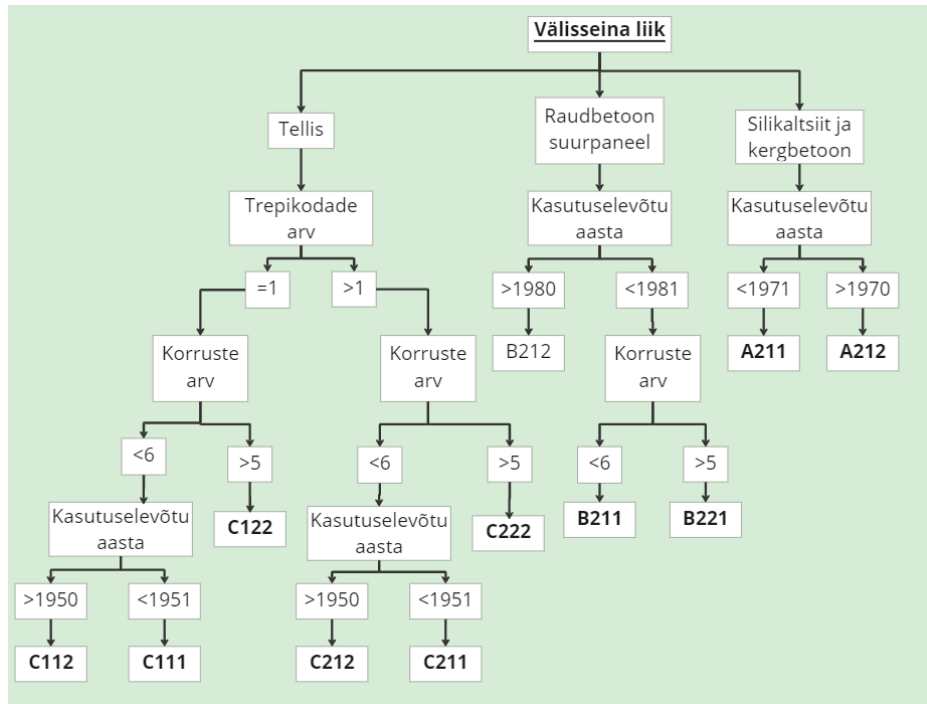 Välisseina liik
Tellis
Raudbetoon
suurpaneel
Silikaltsiit ja
kergbetoon
Trepikodade
arv
Kasutuselevõtu
aasta
Kasutuselevõtu
aasta
=1
>1
>1980
<1981
<1971
>1970
Korruste
arv
Korruste
arv
B212
Korruste
arv
A211
A212
<6
>5
<6
>5
<6
>5
Kasutuselevõtu
aasta
C122
Kasutuselevõtu
aasta
C222
B211
B221
>1950
<1951
>1950
<1951
C112
C111
C212
C211